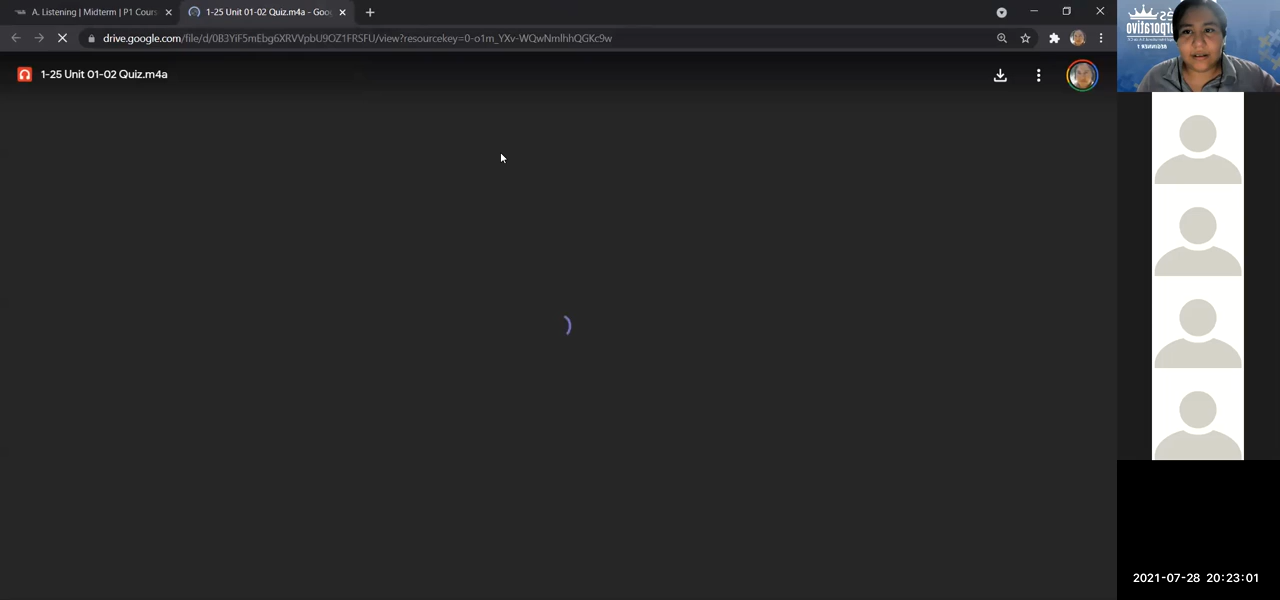 A. Listening | Midterm | P1 Cours
1-25 Unit 01-02 Quiz.m4a - Goo
drive.google.com/file/d/0B3YiF5mEbg6XRVVpbU9OZ1FRSFU/view?resourcekey=0-o1m_YXv-WQwNmlhhQGKc9w
1-25 Unit 01-02 Quiz.m4a
2021-07-28 20:23:01